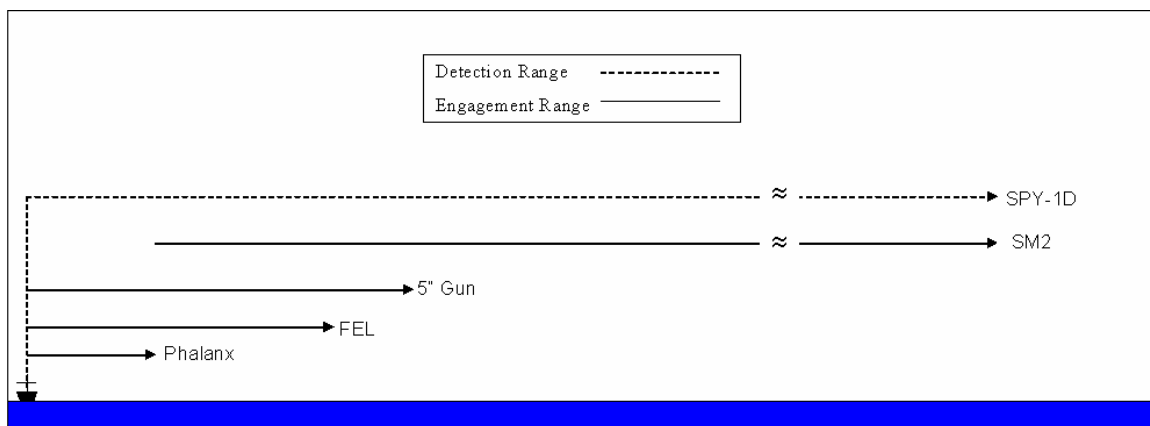 Detection Range
Engagement Range
≈
SPY-1D
≈
SM2
5" Gun
FEL
Phalanx